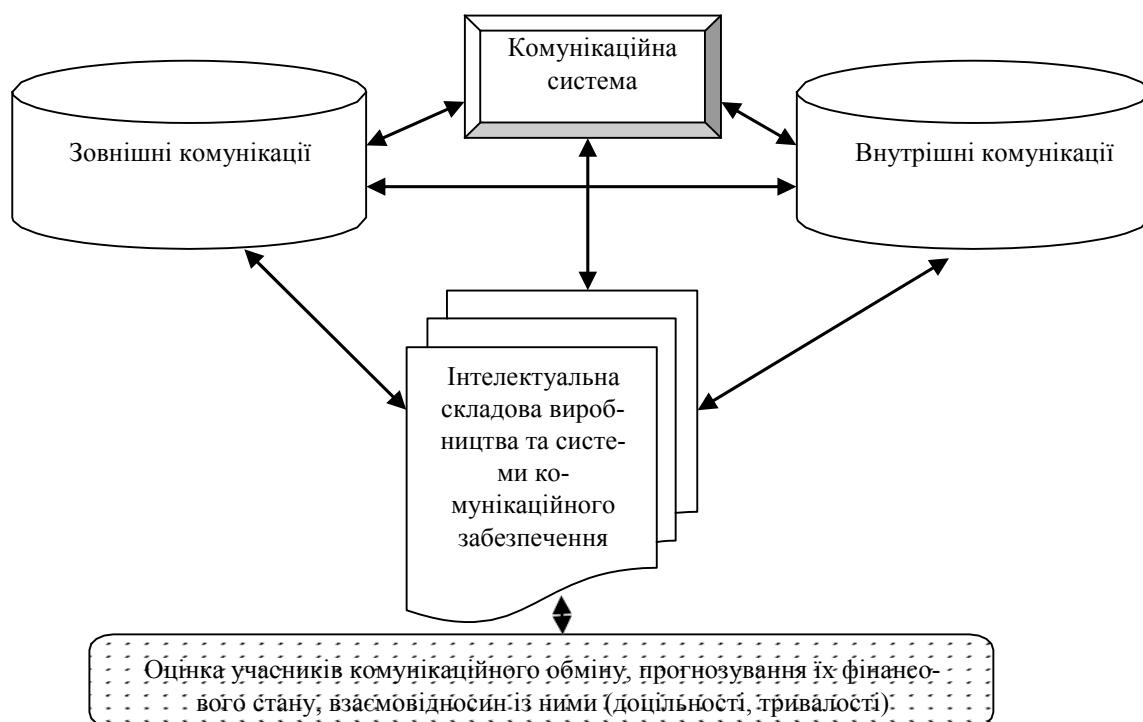 Комунікаційна
система
Зовнішні комунікації
Внутрішні комунікації
Інтелектуальна
складова вироб-
ництва та систе-
ми ко-
мунікаційного
забезпечення
Оцінка учасників комунікаційного обміну, прогнозування їх фінансо-
вого стану, взаємовідносин із ними (доцільності, тривалості)